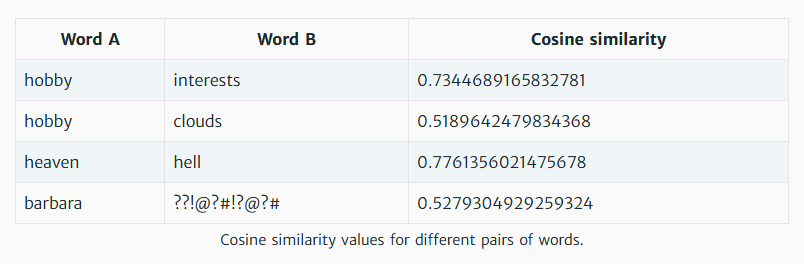 Word A Word B Cosine similarity
hobby interests 0.7344689165832781
hobby clouds 0.5189642479834368
heaven hell 0.7761356021475678
barbara ??!@?#!?@?# 0.5279304929259324
Cosine similarity values for different pairs of words.